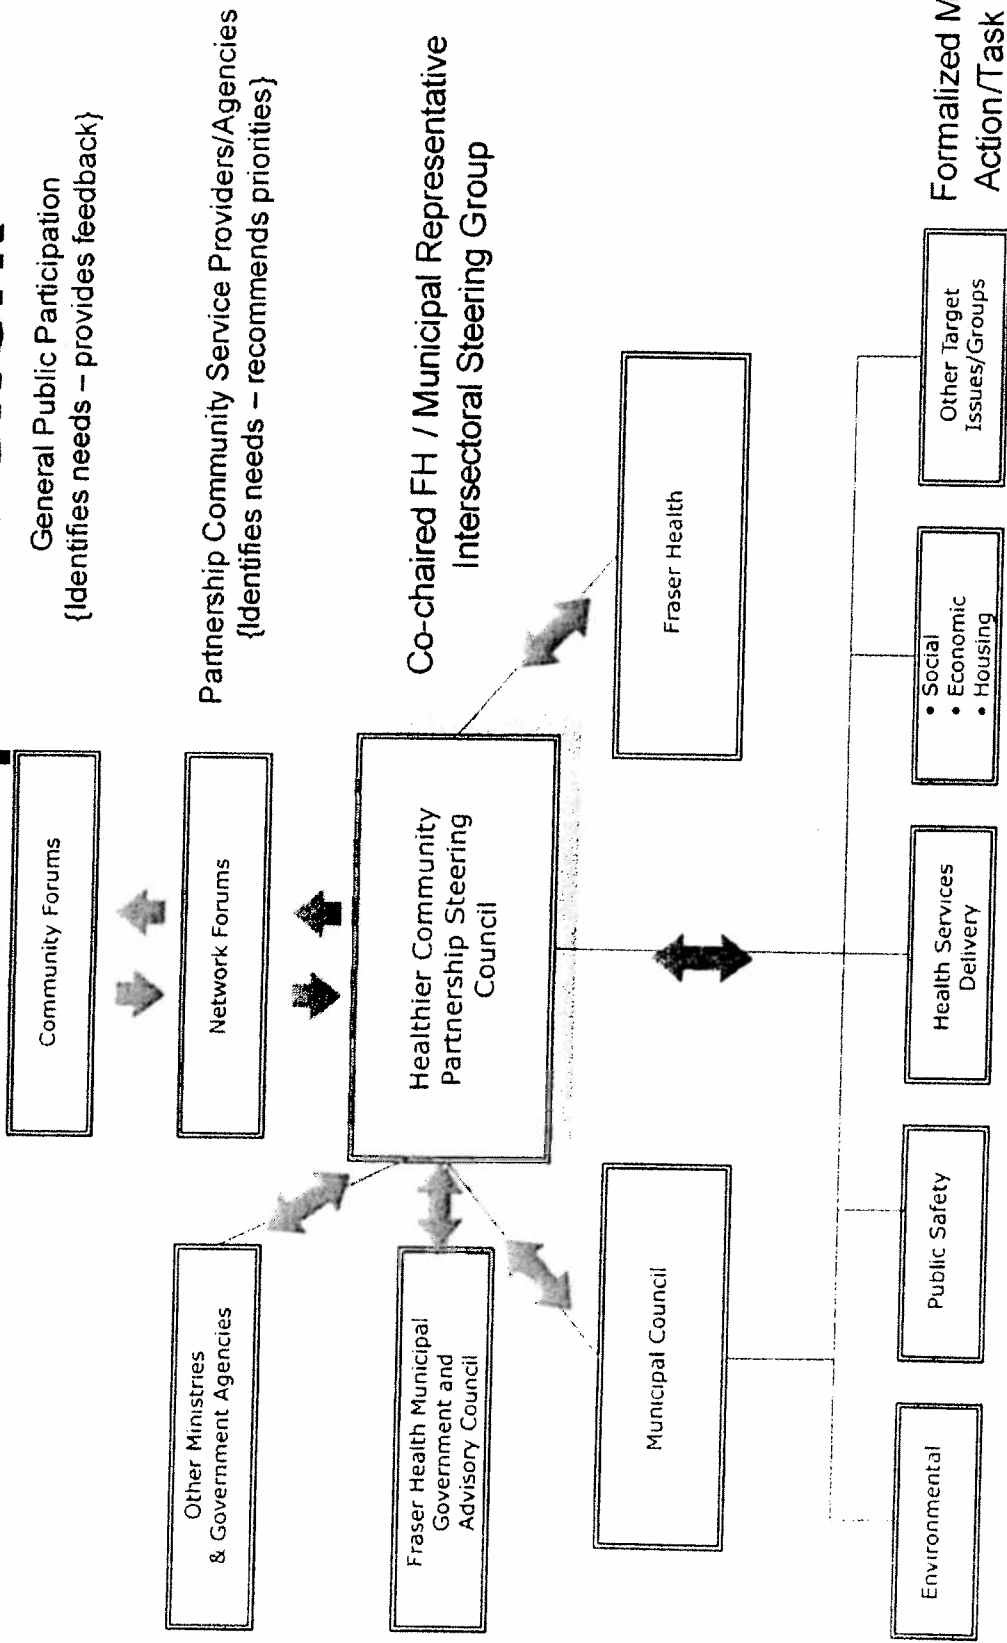 General Public Participation
{Identifies needs – provides feedback}
Community Forums
Partnership Community Service Providers/Agencies
{Identifies needs – recommends priorities}
Network Forums
Other Ministries
& Government Agencies
Co-chaired FH / Municipal Representative
Intersectoral Steering Group
Healthier Community
Partnership Steering
Council
Fraser Health Municipal
Government and
Advisory Council
Municipal Council
Fraser Health
Formalized
Action/Task
Environmental
Public Safety
Health Services
Delivery
• Social
• Economic
• Housing
Other Target
Issues/Groups